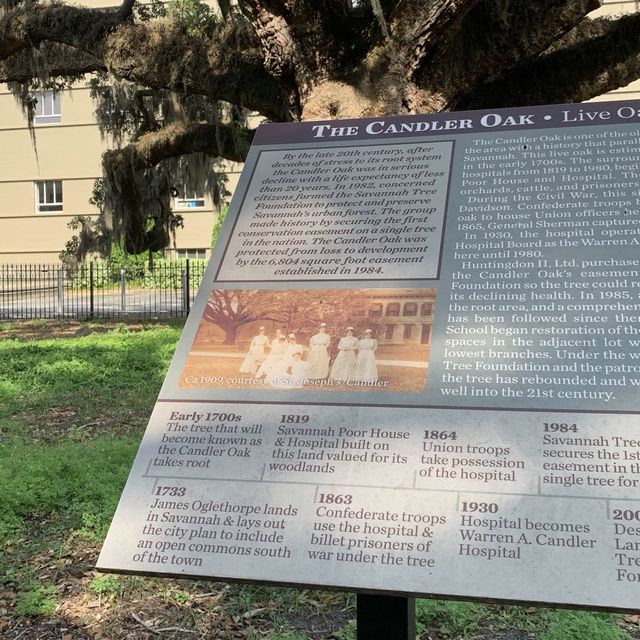 THE CANDLER OAK • Live Oa
By the late 20th century, after
decades of stress to its root system
the Candler Oak was in serious
decline with a life expectancy of less
than 20 years. In 1982, concerned
citizens formed the Savannah Tree
Foundation to protect and preserve
Savannah's urban forest. The group
made history by securing the first
conservation easement on a single tree
in the nation. The Candler Oak was
protected from loss to development
by the 6,804 square foot easement
established in 1984.
The Candler Oak is one of the
the area with a history that paral
Savannah. This live oak is estim
in the early 1700s. The surrou
hospitals from 1819 to 1980, beg
Poor House and Hospital. Th
orchards, cattle, and prisoner
During the Civil War, this s
Davidson. Confederate troops
oak to house Union officers
1865, General Sherman captu
In 1930, the hospital oper
Hospital Board as the Warren A
here until 1980.
Huntingdon II, Ltd. purchase
the Candler Oak's easeme
Foundation so the tree could re
its declining health. In 1985,
the root area, and a comprehen
has been followed since ther
School began restoration of th
spaces in the adjacent lot w
lowest branches. Under the w
Tree Foundation and the patro
the tree has rebounded and w
well into the 21st century.
Ca 1909, courtesy of St. Joseph's/Candler
Early 1700s
The tree that will
become known as
the Candler Oak
takes root
1819
Savannah Poor House
& Hospital built on
this land valued for its
woodlands
1864
Union troops
take possession
of the hospital
1984
Savannah Tree
secures the 1st
easement in th
single tree for
1733
James Oglethorpe lands
in Savannah & lays out
the city plan to include
an open commons south
of the town
1863
Confederate troops
use the hospital &
billet prisoners of
war under the tree
1930
Hospital becomes
Warren A. Candler
Hospital
200
Des
Lar
Tre
For